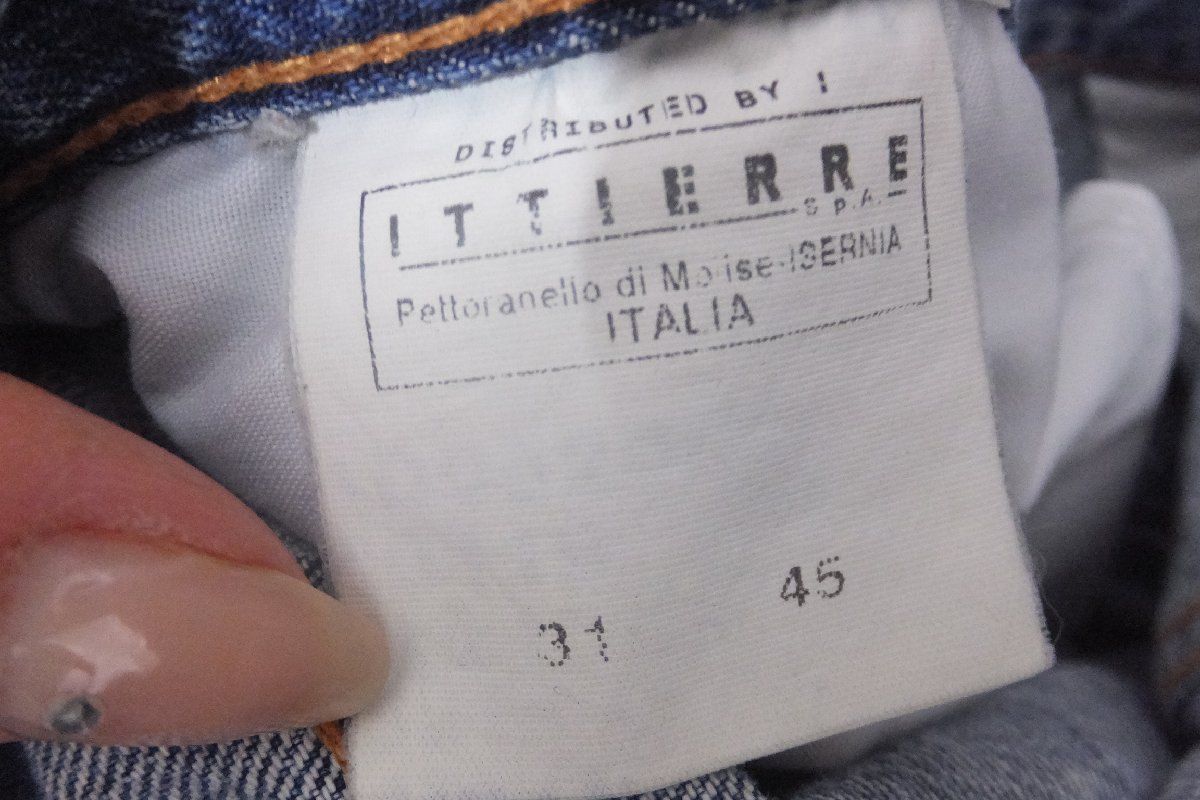 DISTRIBUTED BY I
ITTIERRE
S.P.A.
Pettoranello di Molise-ISERNIA
ITALIA
45
31